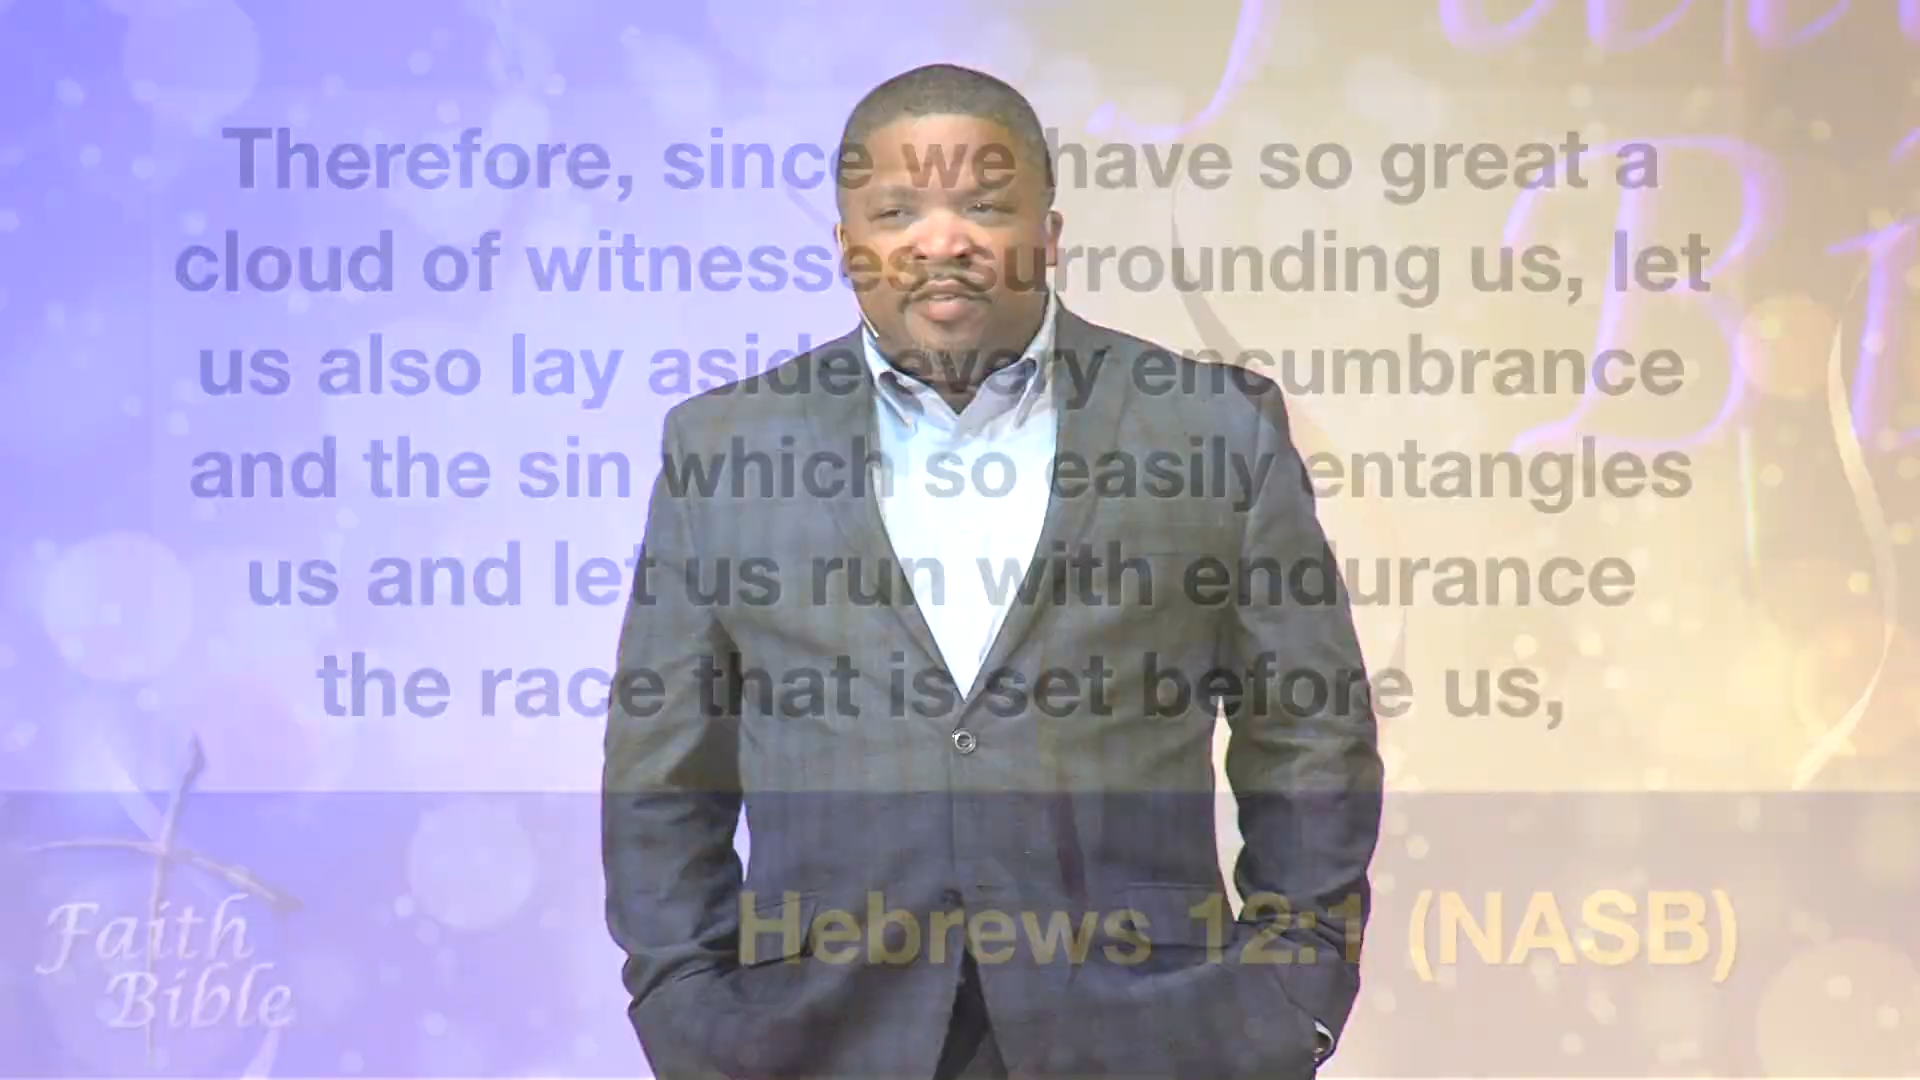 Therefore, since we have so great a
cloud of witnesses surrounding us, let
us also lay aside every encumbrance
and the sin which so easily entangles
us and let us run with endurance
the race that is set before us,
Hebrews 12:1 (NASB)
Faith
Bible